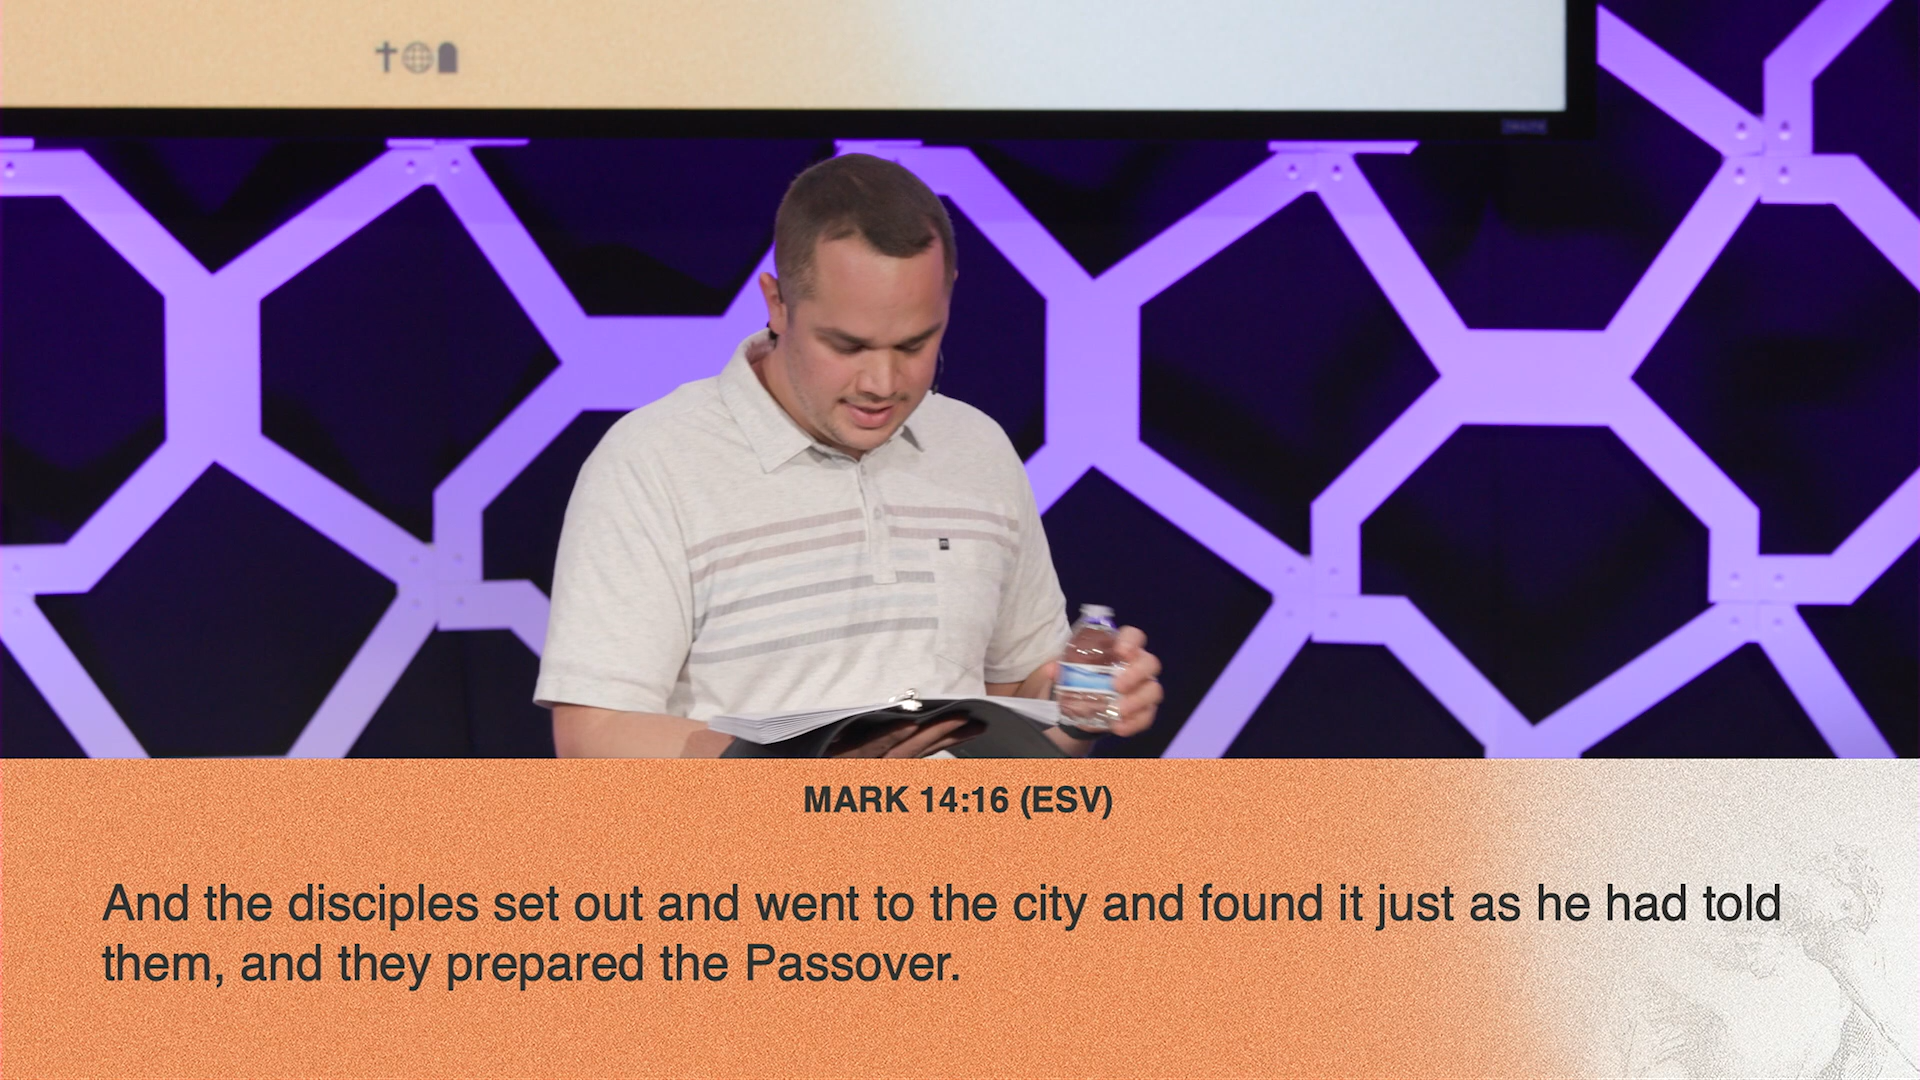 MARK 14:16 (ESV)
And the disciples set out and went to the city and found it just as he had told
them, and they prepared the Passover.